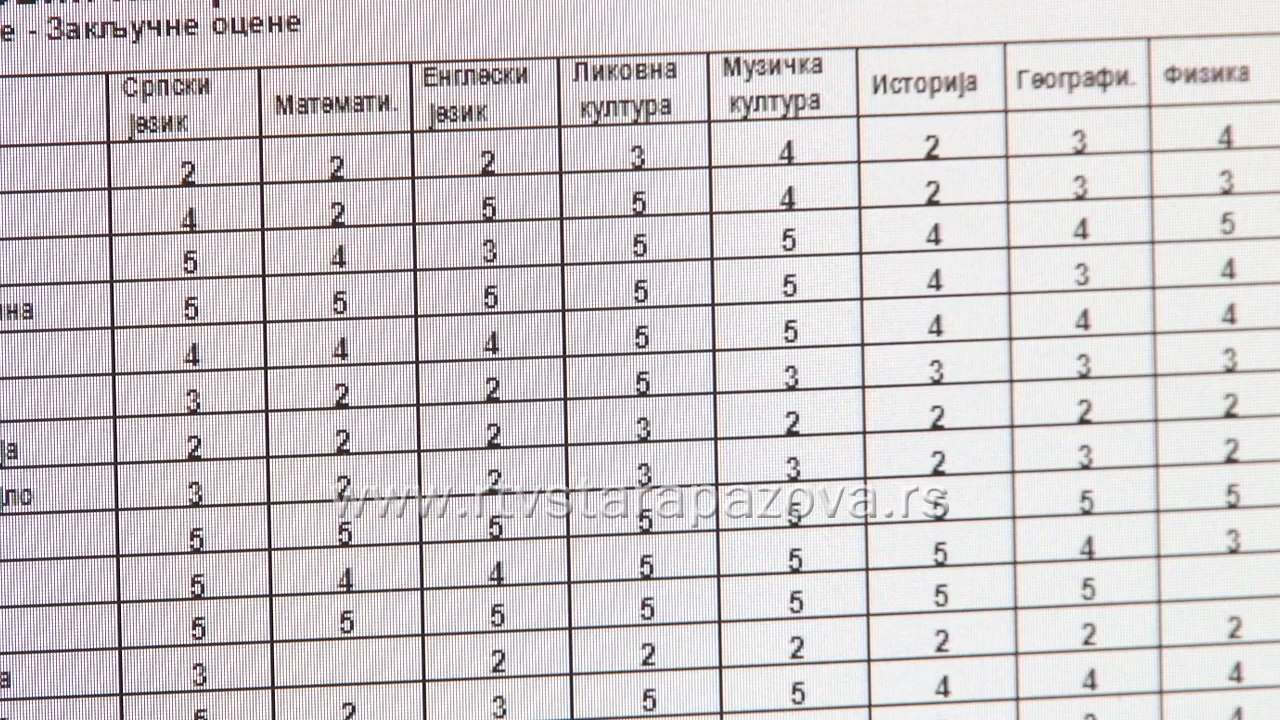 е - Закључне оцене
Српски језик Математи. Енглески језик Ликовна култура Музичка култура Историја Географи. Физика
2 2 2 3 4 2 3 4
4 2 5 5 4 2 3 3
5 4 3 5 5 4 4 5
на 5 5 5 5 5 4 3 4
4 4 4 5 5 4 4 4
3 2 2 5 3 3 3 3
ја 2 2 2 3 2 2 2 2
ло 3 2 2 3 3 2 3 2
www.rtvstarapazova.rs
5 5 5 5 5 5 5 5
5 4 4 5 5 5 4 3
5 5 5 5 5 5 5
а 3 2 2 2 2 2 2
5 2 3 5 5 4 4 4